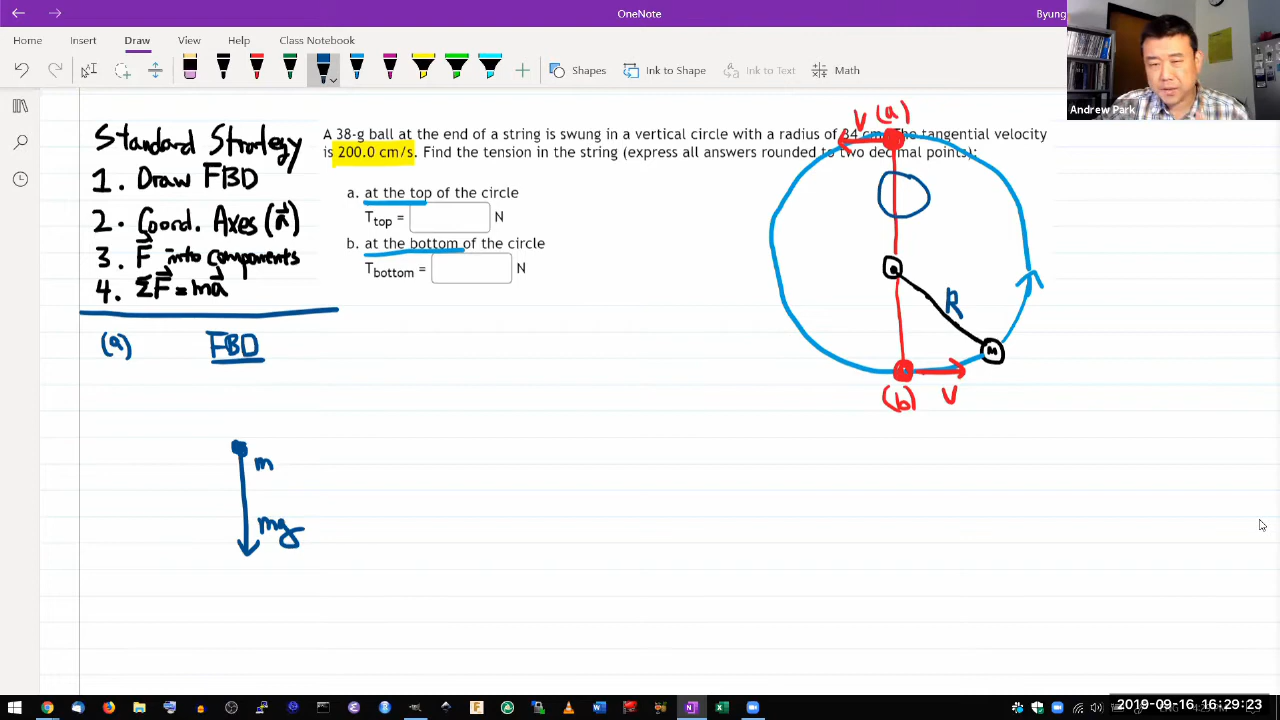 OneNote
Byung
Home Insert Draw View Help Class Notebook
Shapes Ink to Shape Ink to Text Math
Andrew Park
Standard Strategy
1. Draw FBD
2. Coord. Axes (a⃗)
3. F⃗ into components
4. ΣF⃗ = ma⃗
A 38-g ball at the end of a string is swung in a vertical circle with a radius of 34 cm. The tangential velocity
is 200.0 cm/s. Find the tension in the string (express all answers rounded to two decimal points):
a. at the top of the circle
Ttop = N
b. at the bottom of the circle
Tbottom = N
v (a)
R
M
(b) v
(a) FBD
m
mg
2019-09-16 16:29:23